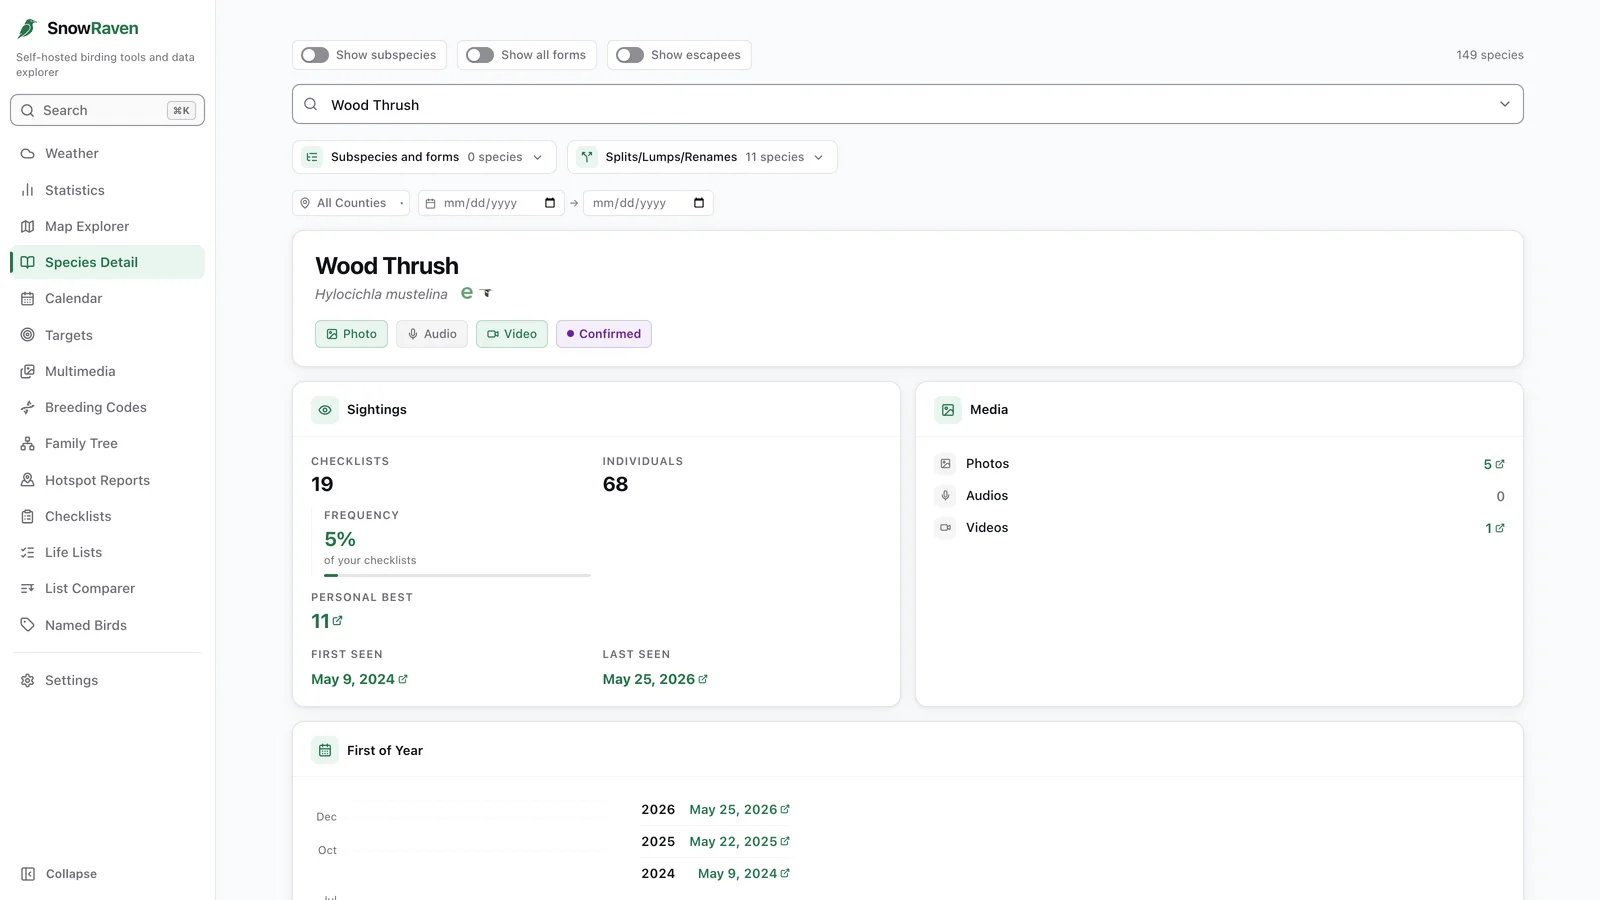 SnowRaven
Self-hosted birding tools and data
explorer
Search ⌘K
Weather
Statistics
Map Explorer
Species Detail
Calendar
Targets
Multimedia
Breeding Codes
Family Tree
Hotspot Reports
Checklists
Life Lists
List Comparer
Named Birds
Settings
Collapse
Show subspecies Show all forms Show escapees 149 species
Wood Thrush
Subspecies and forms 0 species Splits/Lumps/Renames 11 species
All Counties mm/dd/yyyy → mm/dd/yyyy
Wood Thrush
Hylocichla mustelina
Photo Audio Video Confirmed
Sightings
CHECKLISTS INDIVIDUALS
19 68
FREQUENCY
5%
of your checklists
PERSONAL BEST
11
FIRST SEEN LAST SEEN
May 9, 2024 May 25, 2026
Media
Photos 5
Audios 0
Videos 1
First of Year
Dec
Oct
Jul
2026 May 25, 2026
2025 May 22, 2025
2024 May 9, 2024